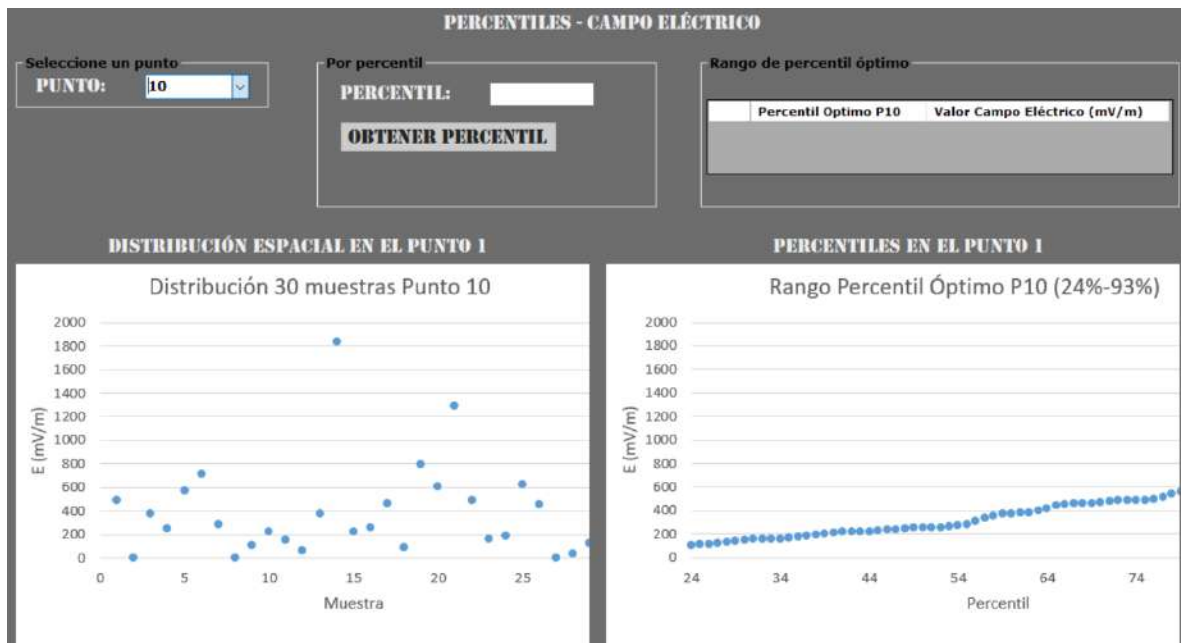 PERCENTILES - CAMPO ELÉCTRICO
Seleccione un punto
PUNTO:
10
Por percentil
PERCENTIL:
OBTENER PERCENTIL
Rango de percentil óptimo
Percentil Optimo P10
Valor Campo Eléctrico (mV/m)
DISTRIBUCIÓN ESPACIAL EN EL PUNTO 1
Distribución 30 muestras Punto 10
2000
1800
1600
1400
1200
1000
800
600
400
200
0
E (mV/m)
0 5 10 15 20 25
Muestra
PERCENTILES EN EL PUNTO 1
Rango Percentil Óptimo P10 (24%-93%)
2000
1800
1600
1400
1200
1000
800
600
400
200
0
E (mV/m)
24 34 44 54 64 74
Percentil